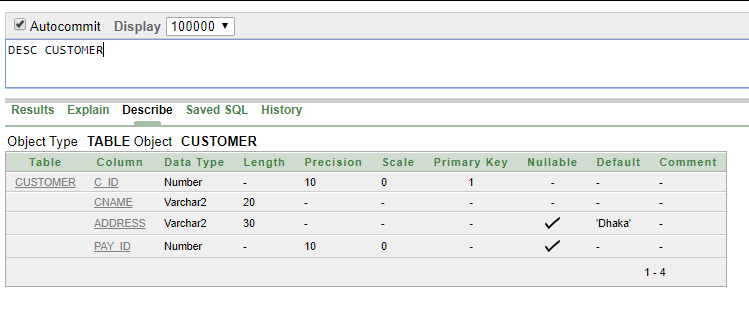 Autocommit Display 100000
DESC CUSTOMER
Results Explain Describe Saved SQL History
Object Type TABLE Object CUSTOMER
Table Column Data Type Length Precision Scale Primary Key Nullable Default Comment
CUSTOMER C_ID Number - 10 0 1 - - -
CNAME Varchar2 20 - - - - - -
ADDRESS Varchar2 30 - - - 'Dhaka' -
PAY_ID Number - 10 0 - - -
1 - 4